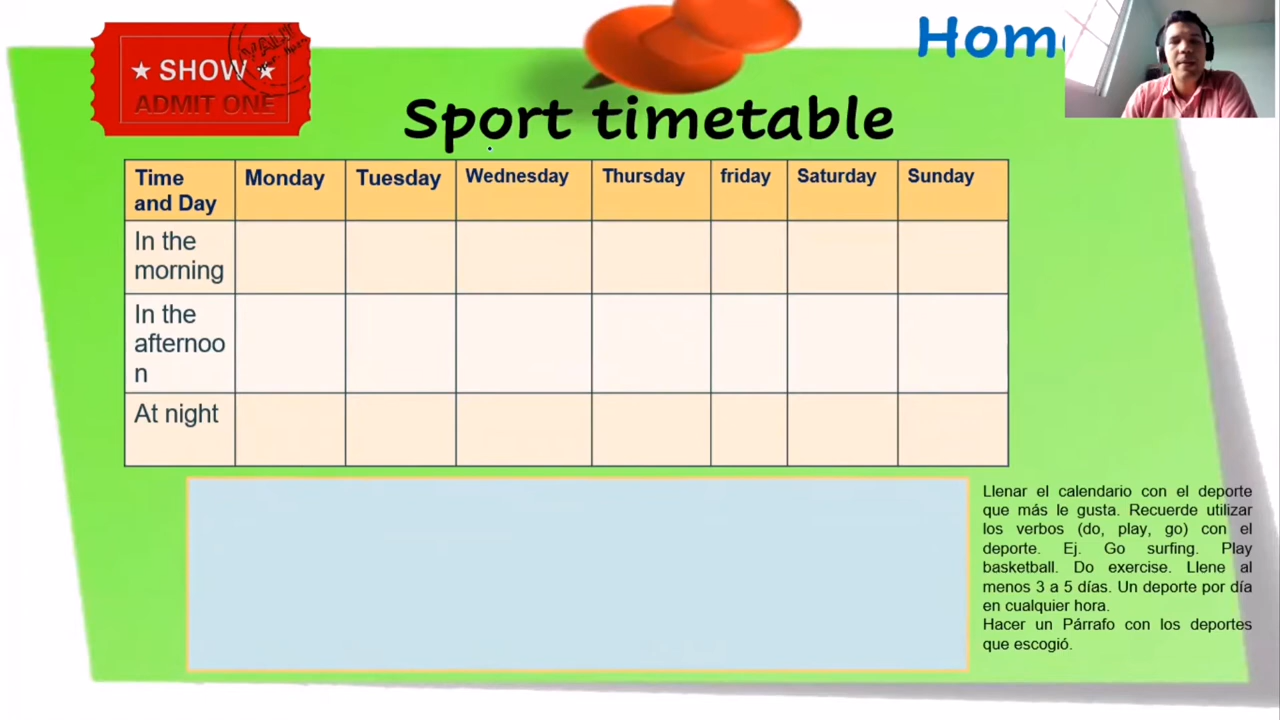 Hom
★ SHOW ★
ADMIT ONE
Sport timetable
Time and Day Monday Tuesday Wednesday Thursday friday Saturday Sunday
In the
morning
In the
afternoo
n
At night
Llenar el calendario con el deporte
que más le gusta. Recuerde utilizar
los verbos (do, play, go) con el
deporte. Ej. Go surfing. Play
basketball. Do exercise. Llene al
menos 3 a 5 días. Un deporte por día
en cualquier hora.
Hacer un Párrafo con los deportes
que escogió.